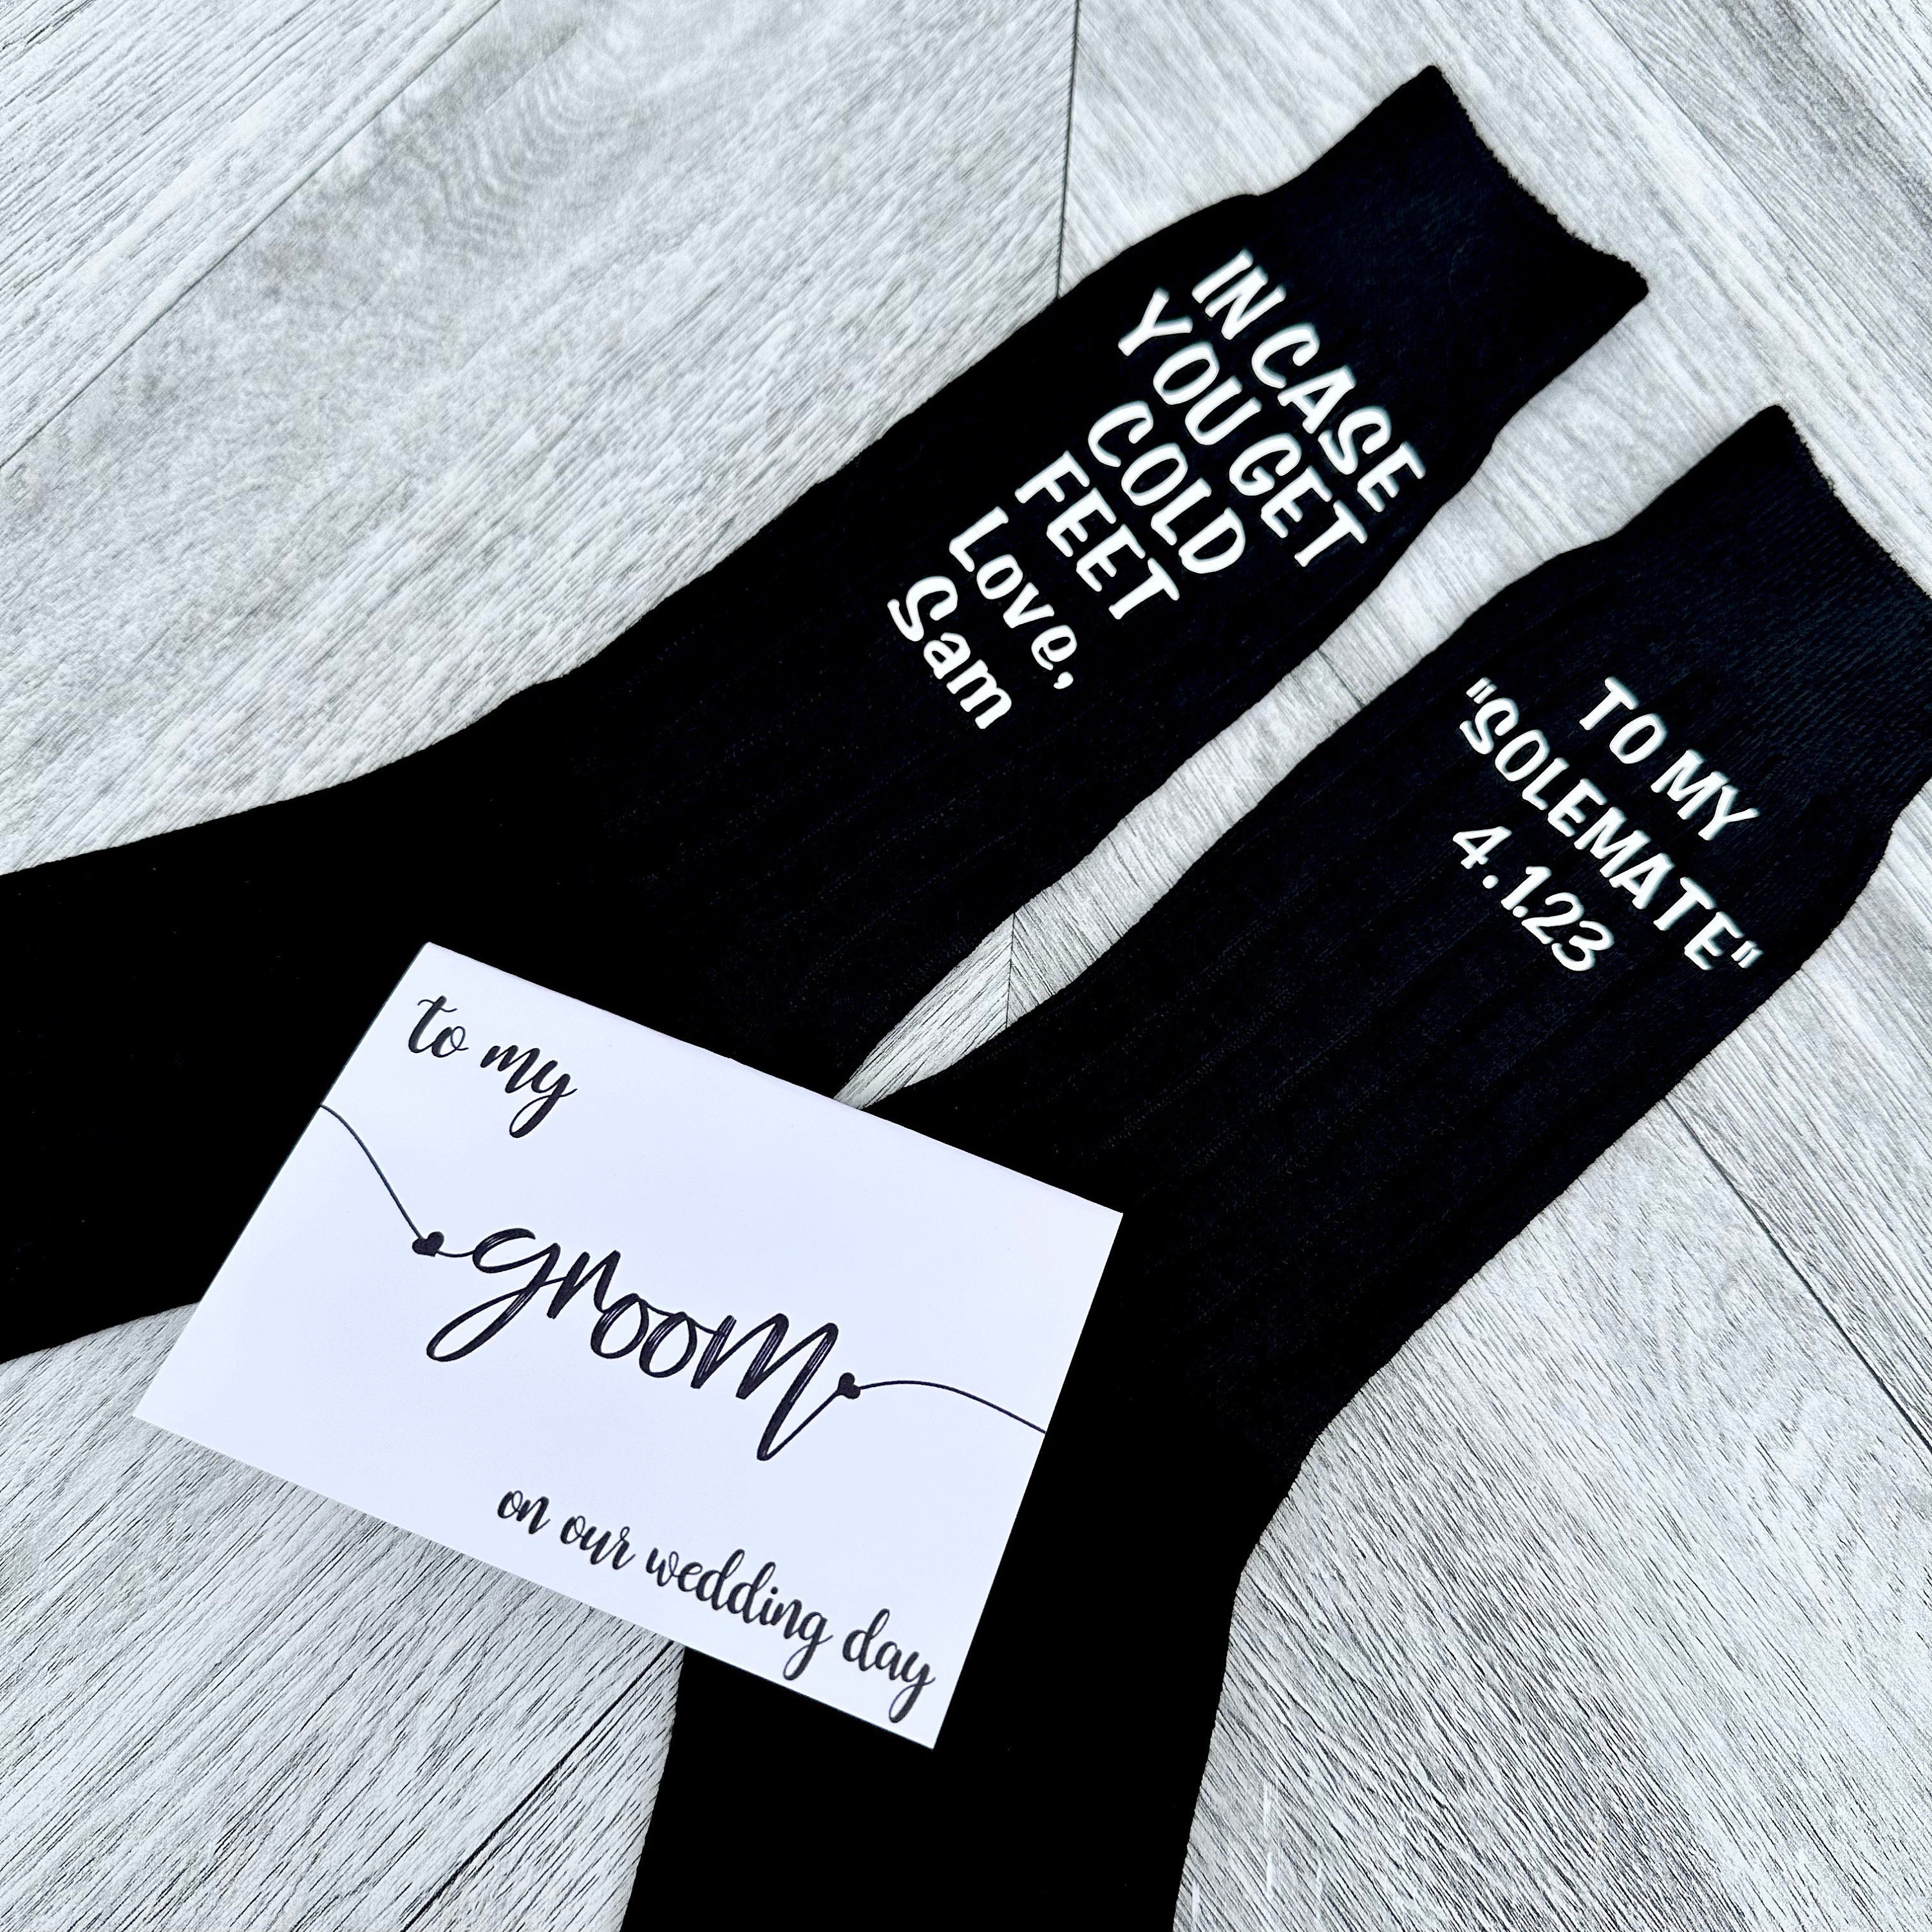 IN CASE
YOU GET
COLD
FEET
Love,
Sam
TO MY
"SOLEMATE"
4.1.23
to my
groom
on our wedding day